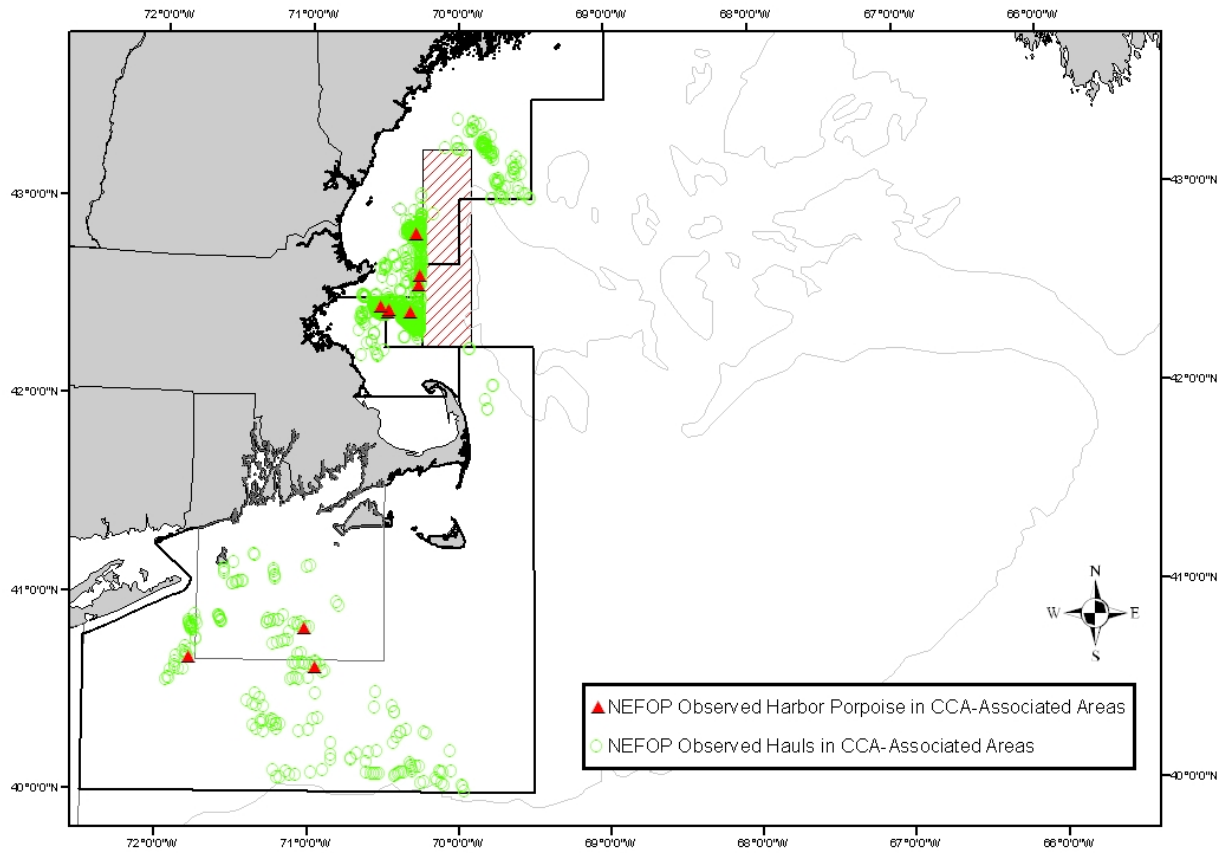 72°0'0"W 71°0'0"W 70°0'0"W 69°0'0"W 68°0'0"W 67°0'0"W 66°0'0"W
43°0'0"N 43°0'0"N
42°0'0"N 42°0'0"N
41°0'0"N 41°0'0"N
N
W E
S
NEFOP Observed Harbor Porpoise in CCA-Associated Areas
NEFOP Observed Hauls in CCA-Associated Areas
40°0'0"N 40°0'0"N
72°0'0"W 71°0'0"W 70°0'0"W 69°0'0"W 68°0'0"W 67°0'0"W 66°0'0"W